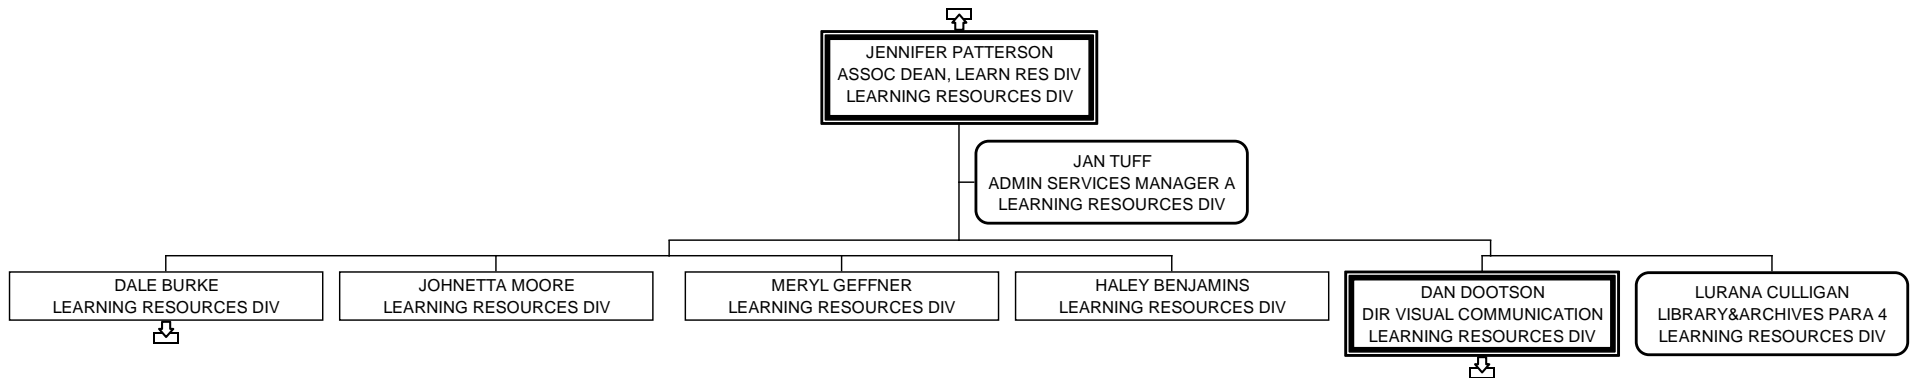 JENNIFER PATTERSON
ASSOC DEAN, LEARN RES DIV
LEARNING RESOURCES DIV
JAN TUFF
ADMIN SERVICES MANAGER A
LEARNING RESOURCES DIV
DALE BURKE
LEARNING RESOURCES DIV
JOHNETTA MOORE
LEARNING RESOURCES DIV
MERYL GEFFNER
LEARNING RESOURCES DIV
HALEY BENJAMINS
LEARNING RESOURCES DIV
DAN DOOTSON
DIR VISUAL COMMUNICATION
LEARNING RESOURCES DIV
LURANA CULLIGAN
LIBRARY&ARCHIVES PARA 4
LEARNING RESOURCES DIV